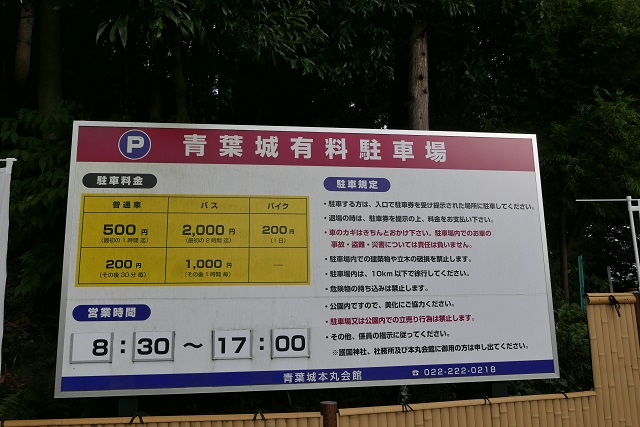 P 青葉城有料駐車場
駐車料金
普通車 バス バイク
500円 2,000円 200円
(最初の1時間迄) (最初の2時間迄) (1日)
200円 1,000円 —
(その後30分毎) (その後1時間毎)
営業時間
8:30〜17:00
駐車規定
・駐車する方は、入口で駐車券を受け提示された場所に駐車してください。
・退場の時は、駐車券を提示の上、料金をお支払い下さい。
・車のカギはきちんとおかけ下さい。駐車場内でのお車の
事故・盗難・災害については責任は負いません。
・駐車場内での建築物や立木の破損を禁止します。
・駐車場内は、10km以下で徐行してください。
・危険物の持ち込みは禁止します。
・公園内ですので、美化にご協力ください。
・駐車場又は公園内での立売り行為は禁止します。
・その他、係員の指示に従ってください。
※護国神社、社務所及び本丸会館に御用の方は申し出てください。
青葉城本丸会館 ☎ 022-222-0218